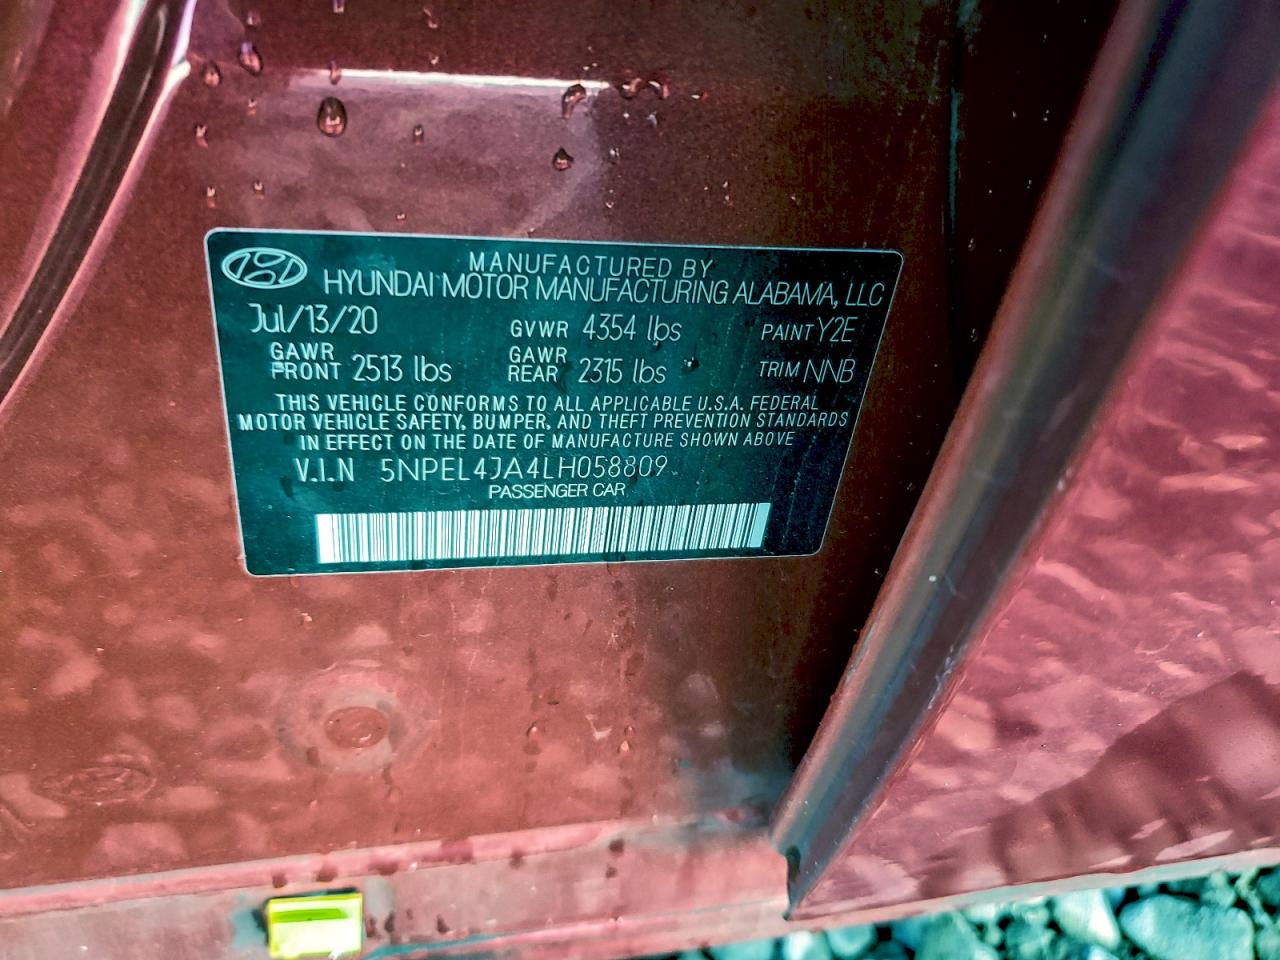 MANUFACTURED BY
HYUNDAI MOTOR MANUFACTURING ALABAMA, LLC
Jul/13/20 GVWR 4354 lbs PAINT Y2E
GAWR FRONT 2513 lbs GAWR REAR 2315 lbs TRIM NNB
THIS VEHICLE CONFORMS TO ALL APPLICABLE U.S.A. FEDERAL
MOTOR VEHICLE SAFETY, BUMPER, AND THEFT PREVENTION STANDARDS
IN EFFECT ON THE DATE OF MANUFACTURE SHOWN ABOVE
V.I.N 5NPEL4JA4LH058809
PASSENGER CAR